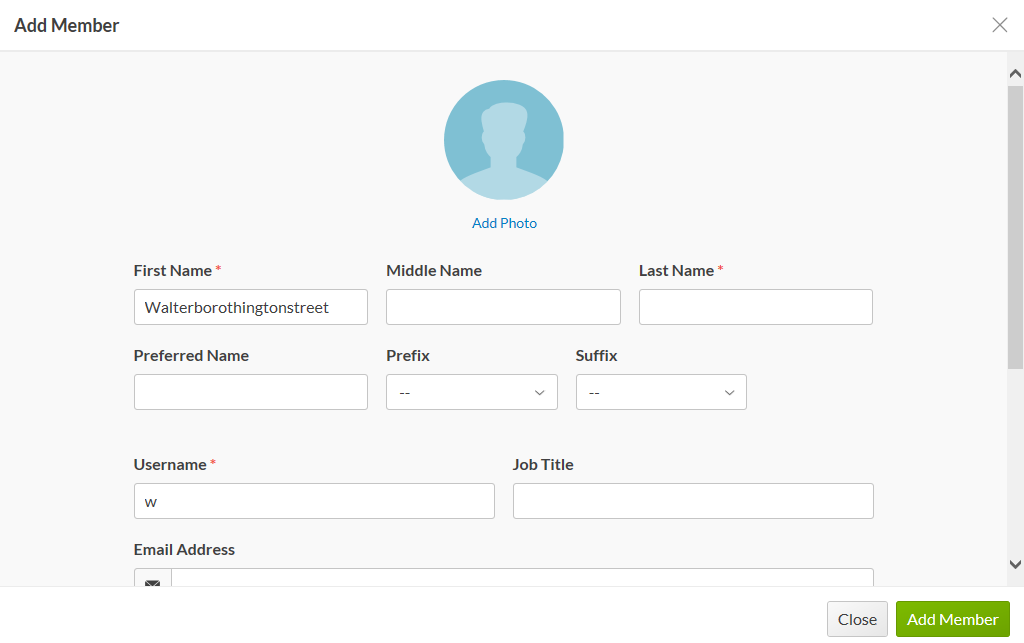 Add Member
Add Photo
First Name * Middle Name Last Name *
Walterborothingtonstreet
Preferred Name Prefix Suffix
-- --
Username * Job Title
w
Email Address
Close Add Member